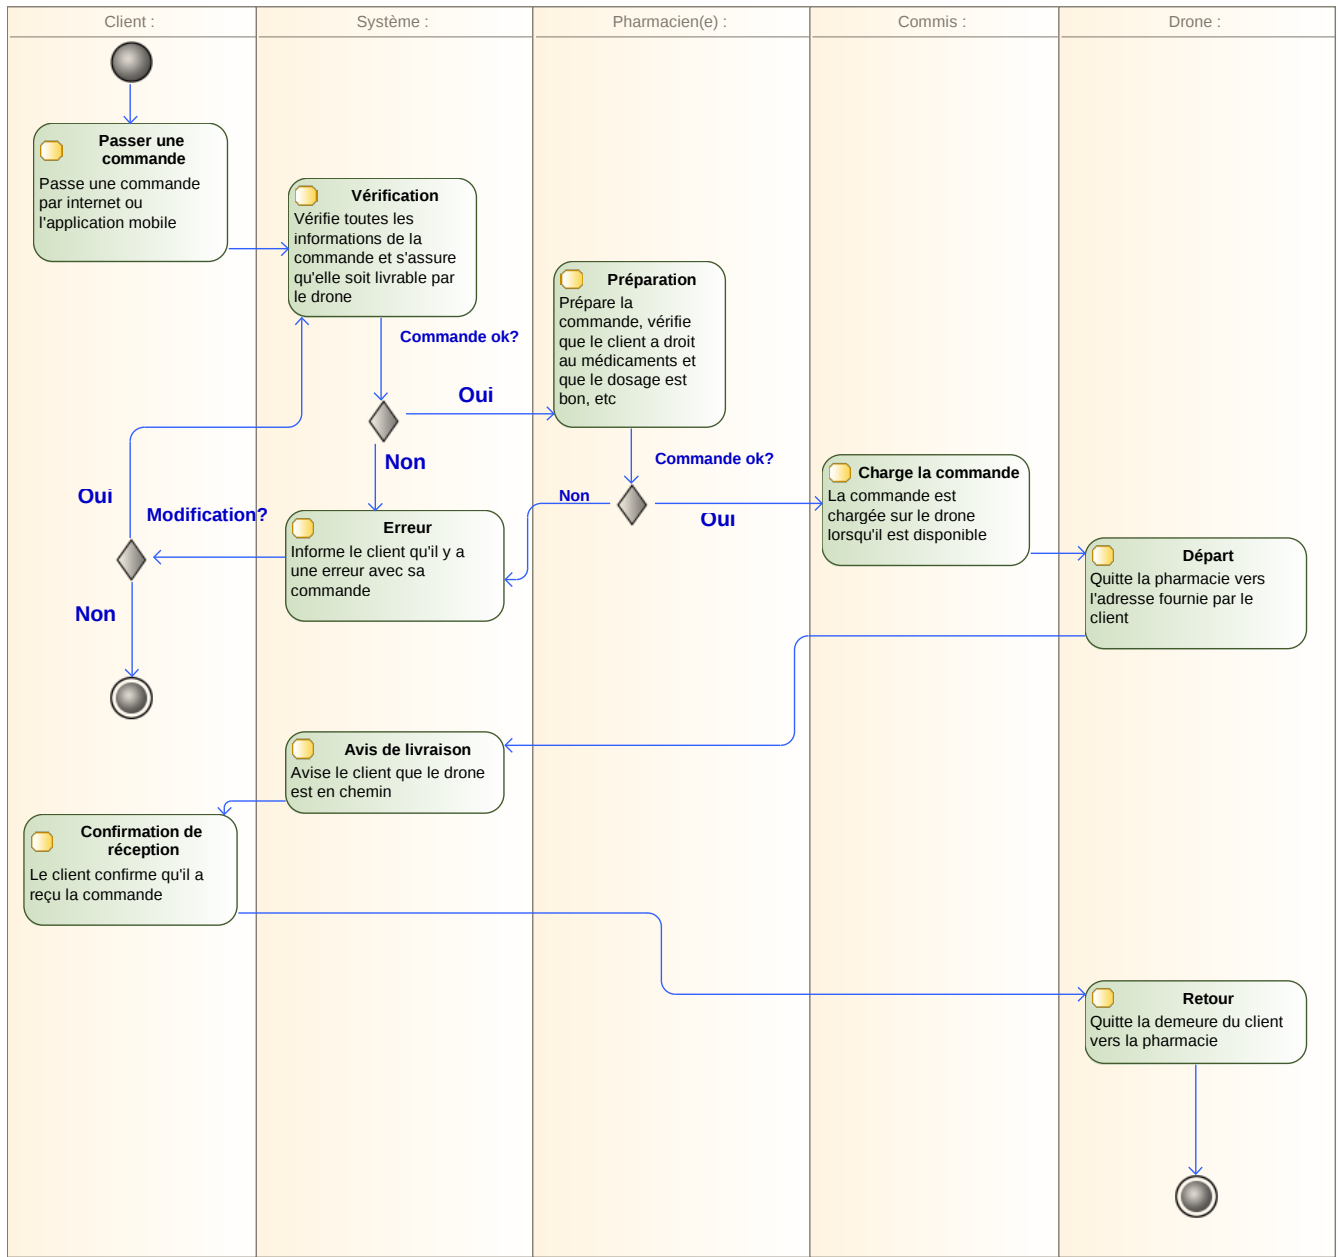 Client :
Système :
Pharmacien(e) :
Commis :
Drone :
Passer une
commande
Passe une commande
par internet ou
l'application mobile
Vérification
Vérifie toutes les
informations de la
commande et s'assure
qu'elle soit livrable par
le drone
Commande ok?
Oui
Non
Préparation
Prépare la
commande, vérifie
que le client a droit
au médicaments et
que le dosage est
bon, etc
Commande ok?
Non
Oui
Charge la commande
La commande est
chargée sur le drone
lorsqu'il est disponible
Oui
Modification?
Non
Erreur
Informe le client qu'il y a
une erreur avec sa
commande
Départ
Quitte la pharmacie vers
l'adresse fournie par le
client
Avis de livraison
Avise le client que le drone
est en chemin
Confirmation de
réception
Le client confirme qu'il a
reçu la commande
Retour
Quitte la demeure du client
vers la pharmacie